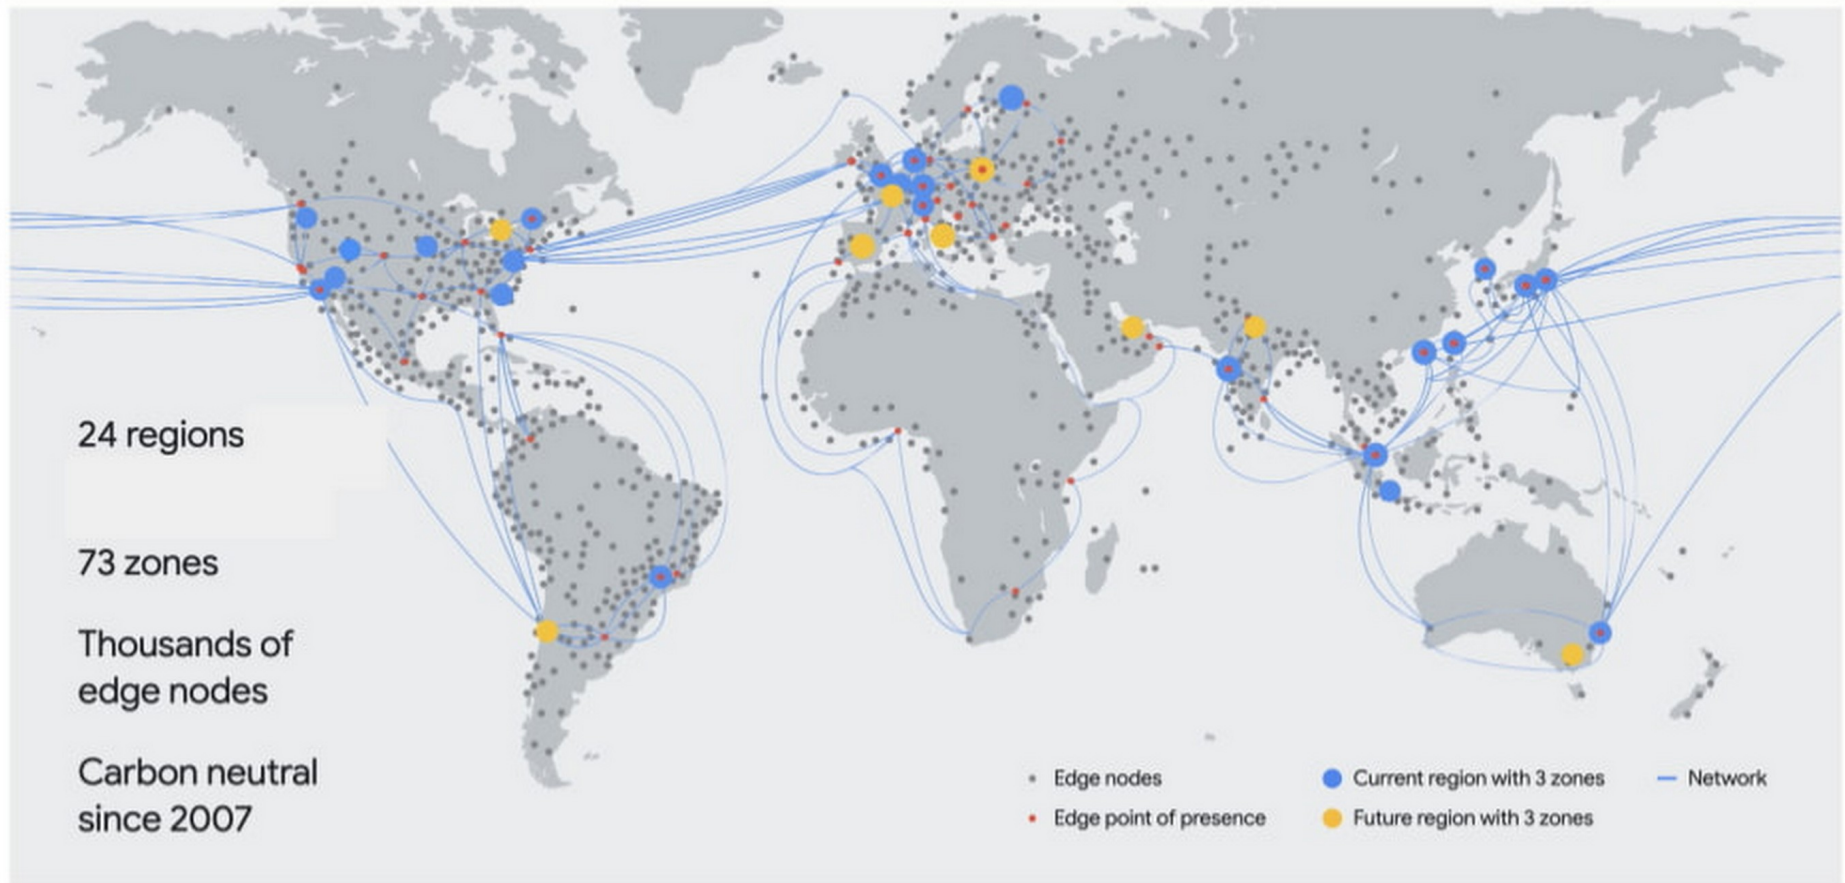 24 regions
73 zones
Thousands of
edge nodes
Carbon neutral
since 2007
Edge nodes
Edge point of presence
Current region with 3 zones
Future region with 3 zones
Network